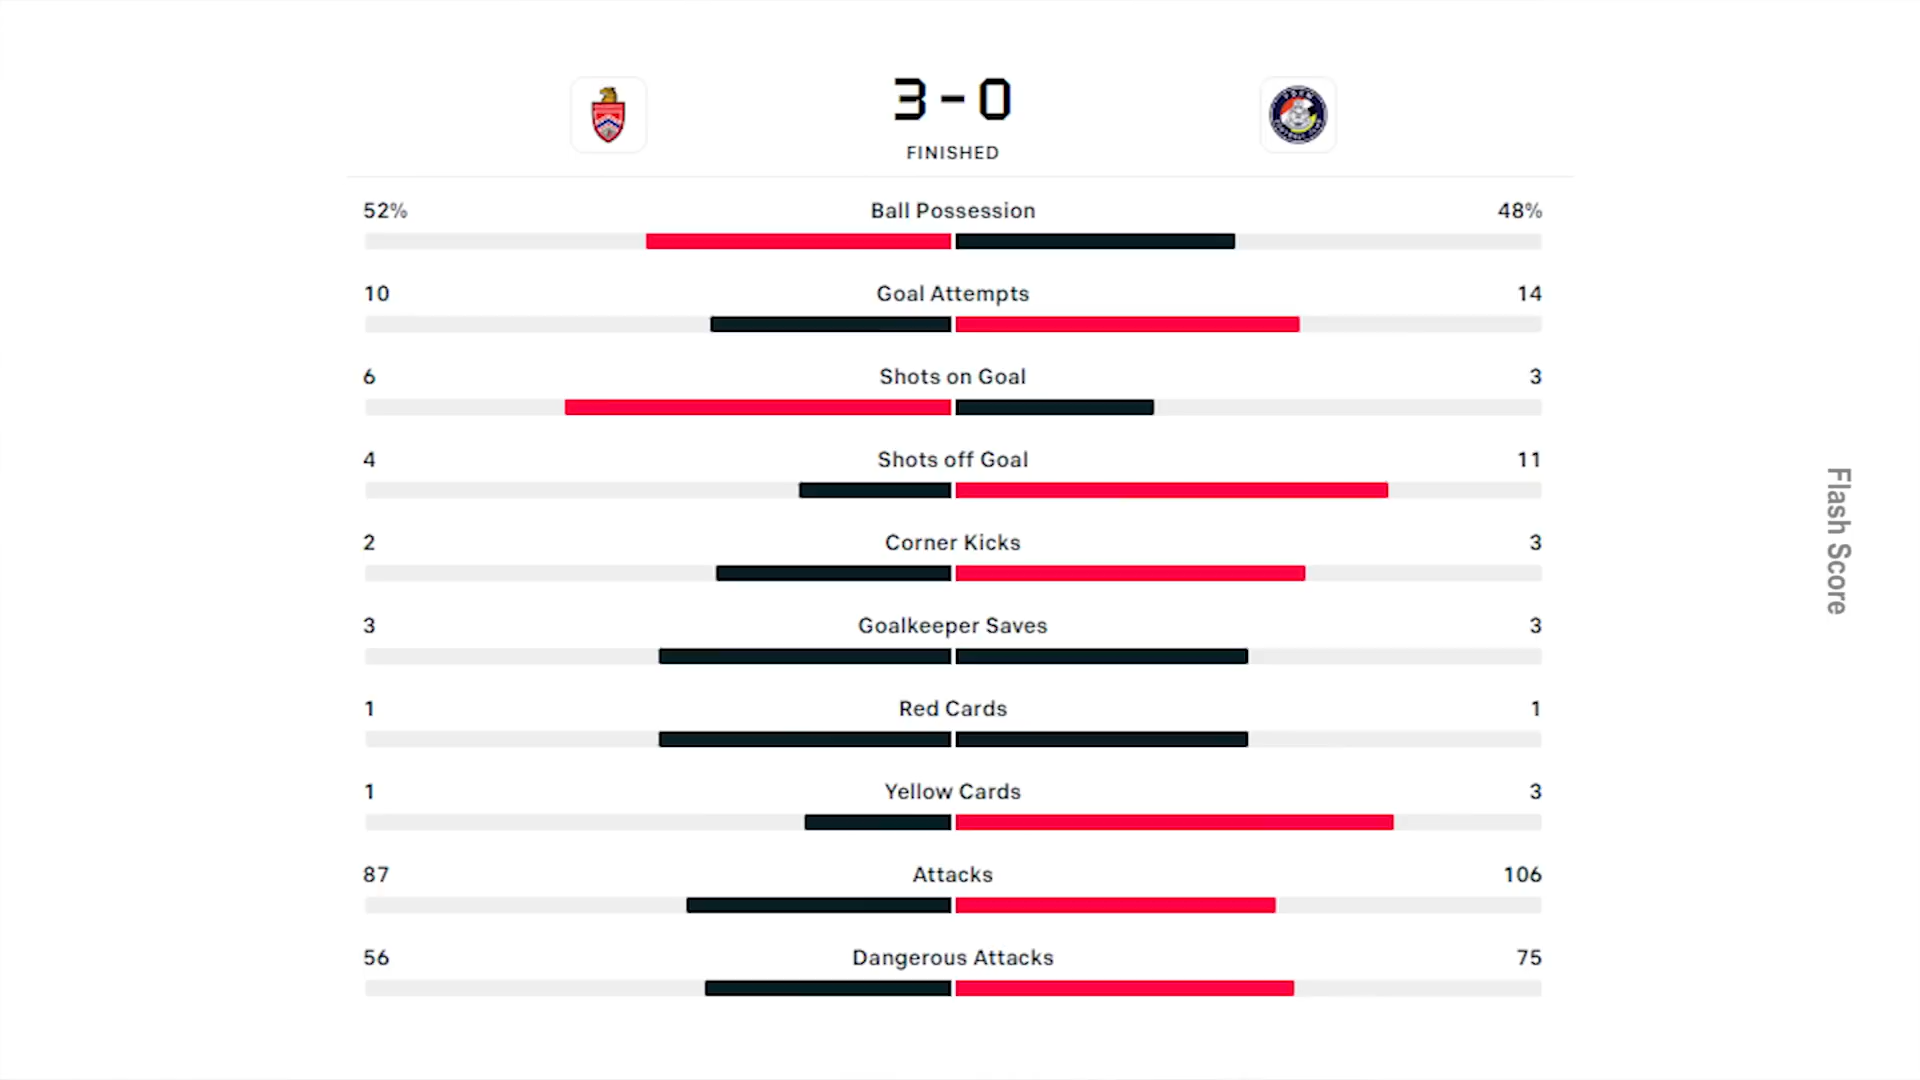 3-0
FINISHED
52% Ball Possession 48%
10 Goal Attempts 14
6 Shots on Goal 3
4 Shots off Goal 11
2 Corner Kicks 3
3 Goalkeeper Saves 3
1 Red Cards 1
1 Yellow Cards 3
87 Attacks 106
56 Dangerous Attacks 75
Flash Score